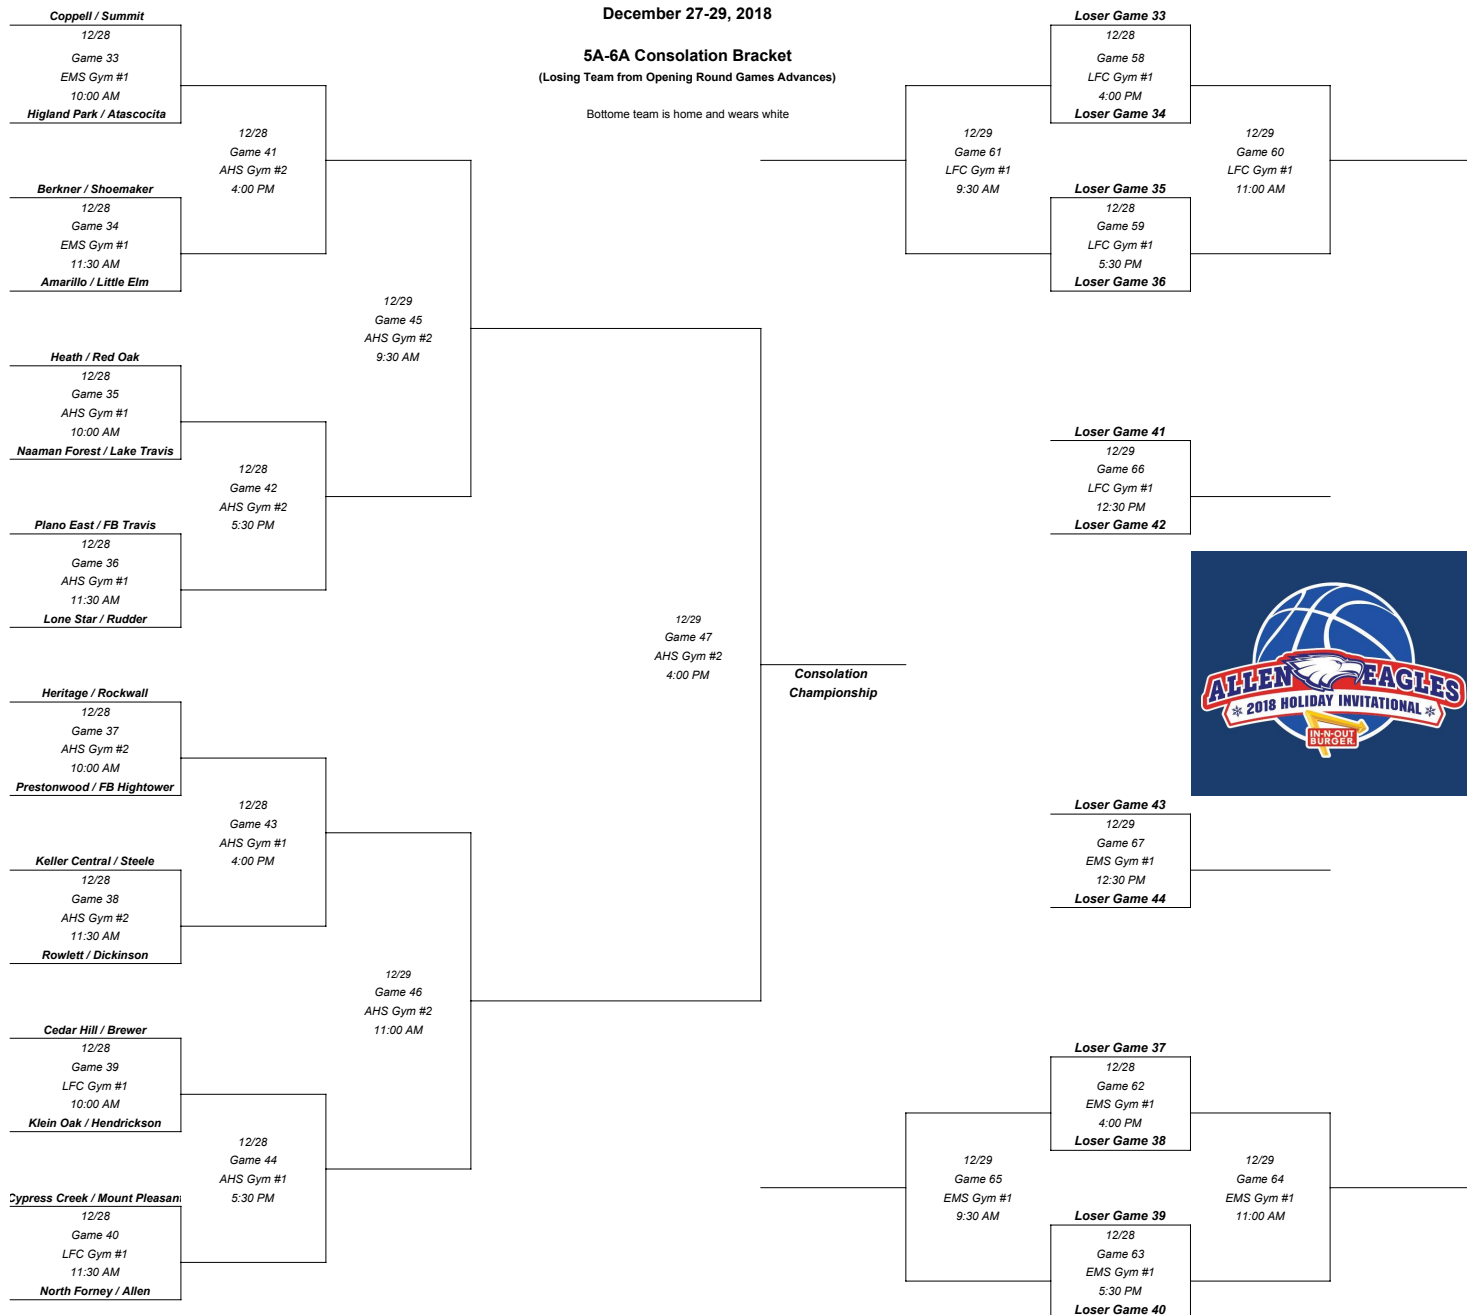 December 27-29, 2018
5A-6A Consolation Bracket
(Losing Team from Opening Round Games Advances)
Bottome team is home and wears white
Coppell / Summit
12/28
Game 33
EMS Gym #1
10:00 AM
Higland Park / Atascocita
12/28
Game 41
AHS Gym #2
4:00 PM
Berkner / Shoemaker
12/28
Game 34
EMS Gym #1
11:30 AM
Amarillo / Little Elm
12/29
Game 45
AHS Gym #2
9:30 AM
Heath / Red Oak
12/28
Game 35
AHS Gym #1
10:00 AM
Naaman Forest / Lake Travis
12/28
Game 42
AHS Gym #2
5:30 PM
Plano East / FB Travis
12/28
Game 36
AHS Gym #1
11:30 AM
Lone Star / Rudder
12/29
Game 47
AHS Gym #2
4:00 PM
Consolation
Championship
Heritage / Rockwall
12/28
Game 37
AHS Gym #2
10:00 AM
Prestonwood / FB Hightower
12/28
Game 43
AHS Gym #1
4:00 PM
Keller Central / Steele
12/28
Game 38
AHS Gym #2
11:30 AM
Rowlett / Dickinson
12/29
Game 46
AHS Gym #2
11:00 AM
Cedar Hill / Brewer
12/28
Game 39
LFC Gym #1
10:00 AM
Klein Oak / Hendrickson
12/28
Game 44
AHS Gym #1
5:30 PM
Cypress Creek / Mount Pleasant
12/28
Game 40
LFC Gym #1
11:30 AM
North Forney / Allen
Loser Game 33
12/28
Game 58
LFC Gym #1
4:00 PM
Loser Game 34
12/29
Game 61
LFC Gym #1
9:30 AM
12/29
Game 60
LFC Gym #1
11:00 AM
Loser Game 35
12/28
Game 59
LFC Gym #1
5:30 PM
Loser Game 36
Loser Game 41
12/29
Game 66
LFC Gym #1
12:30 PM
Loser Game 42
ALLEN EAGLES
2018 HOLIDAY INVITATIONAL
IN-N-OUT
BURGER
Loser Game 43
12/29
Game 67
EMS Gym #1
12:30 PM
Loser Game 44
Loser Game 37
12/28
Game 62
EMS Gym #1
4:00 PM
Loser Game 38
12/29
Game 65
EMS Gym #1
9:30 AM
12/29
Game 64
EMS Gym #1
11:00 AM
Loser Game 39
12/28
Game 63
EMS Gym #1
5:30 PM
Loser Game 40